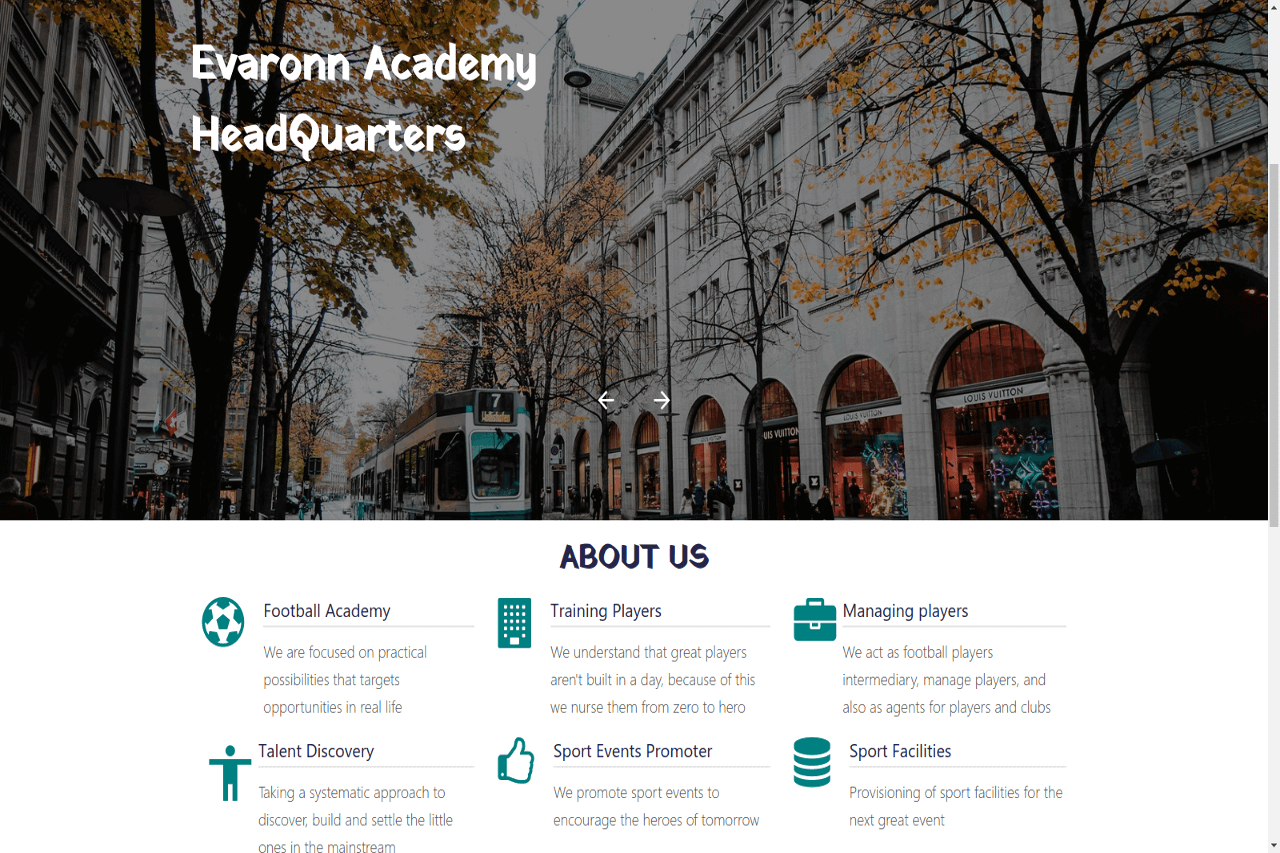 Evaronn Academy
HeadQuarters
7
LOUIS VUITTON
LOUIS VUITTON
UIS VUITTON
ABOUT US
Football Academy
We are focused on practical
possibilities that targets
opportunities in real life
Training Players
We understand that great players
aren't built in a day, because of this
we nurse them from zero to hero
Managing players
We act as football players
intermediary, manage players, and
also as agents for players and clubs
Talent Discovery
Taking a systematic approach to
discover, build and settle the little
ones in the mainstream
Sport Events Promoter
We promote sport events to
encourage the heroes of tomorrow
Sport Facilities
Provisioning of sport facilities for the
next great event